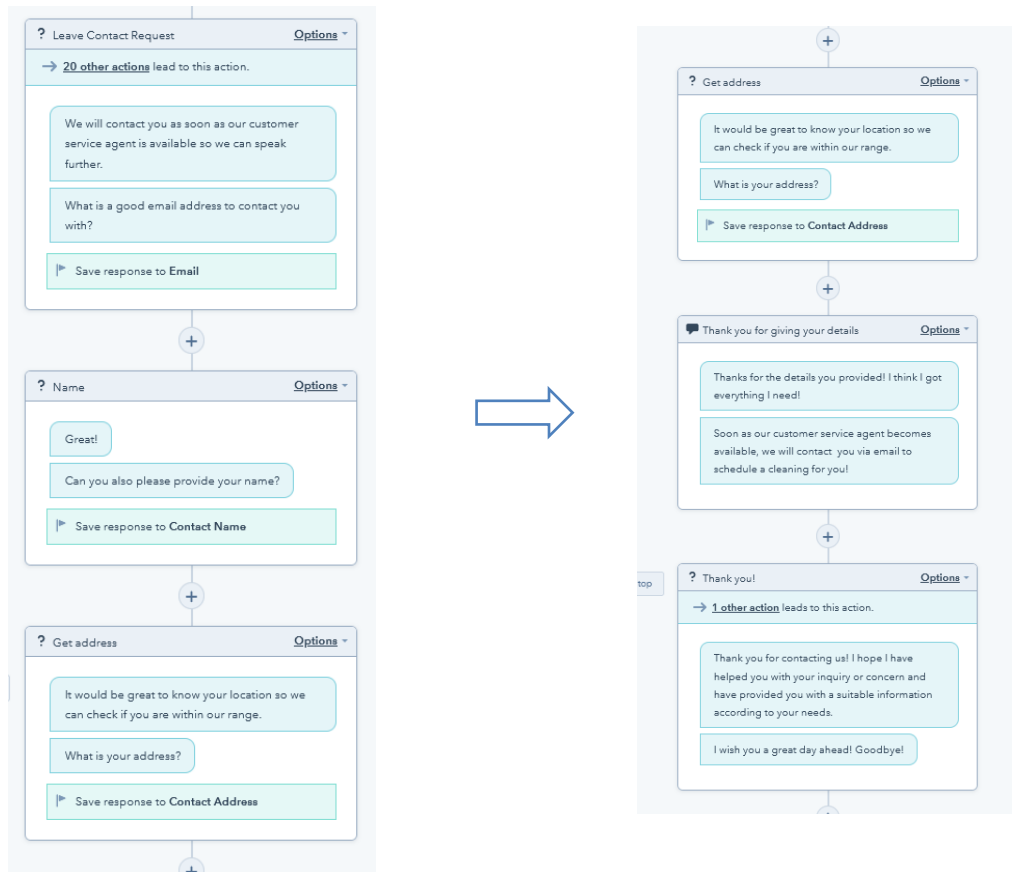 ? Leave Contact Request Options
→ 20 other actions lead to this action.
We will contact you as soon as our customer
service agent is available so we can speak
further.
What is a good email address to contact you
with?
Save response to Email
+
? Name Options
Great!
Can you also please provide your name?
Save response to Contact Name
+
? Get address Options
It would be great to know your location so we
can check if you are within our range.
What is your address?
Save response to Contact Address
+
+
? Get address Options
It would be great to know your location so we
can check if you are within our range.
What is your address?
Save response to Contact Address
+
Thank you for giving your details Options
Thanks for the details you provided! I think I got
everything I need!
Soon as our customer service agent becomes
available, we will contact you via email to
schedule a cleaning for you!
+
top
? Thank you! Options
→ 1 other action leads to this action.
Thank you for contacting us! I hope I have
helped you with your inquiry or concern and
have provided you with a suitable information
according to your needs.
I wish you a great day ahead! Goodbye!